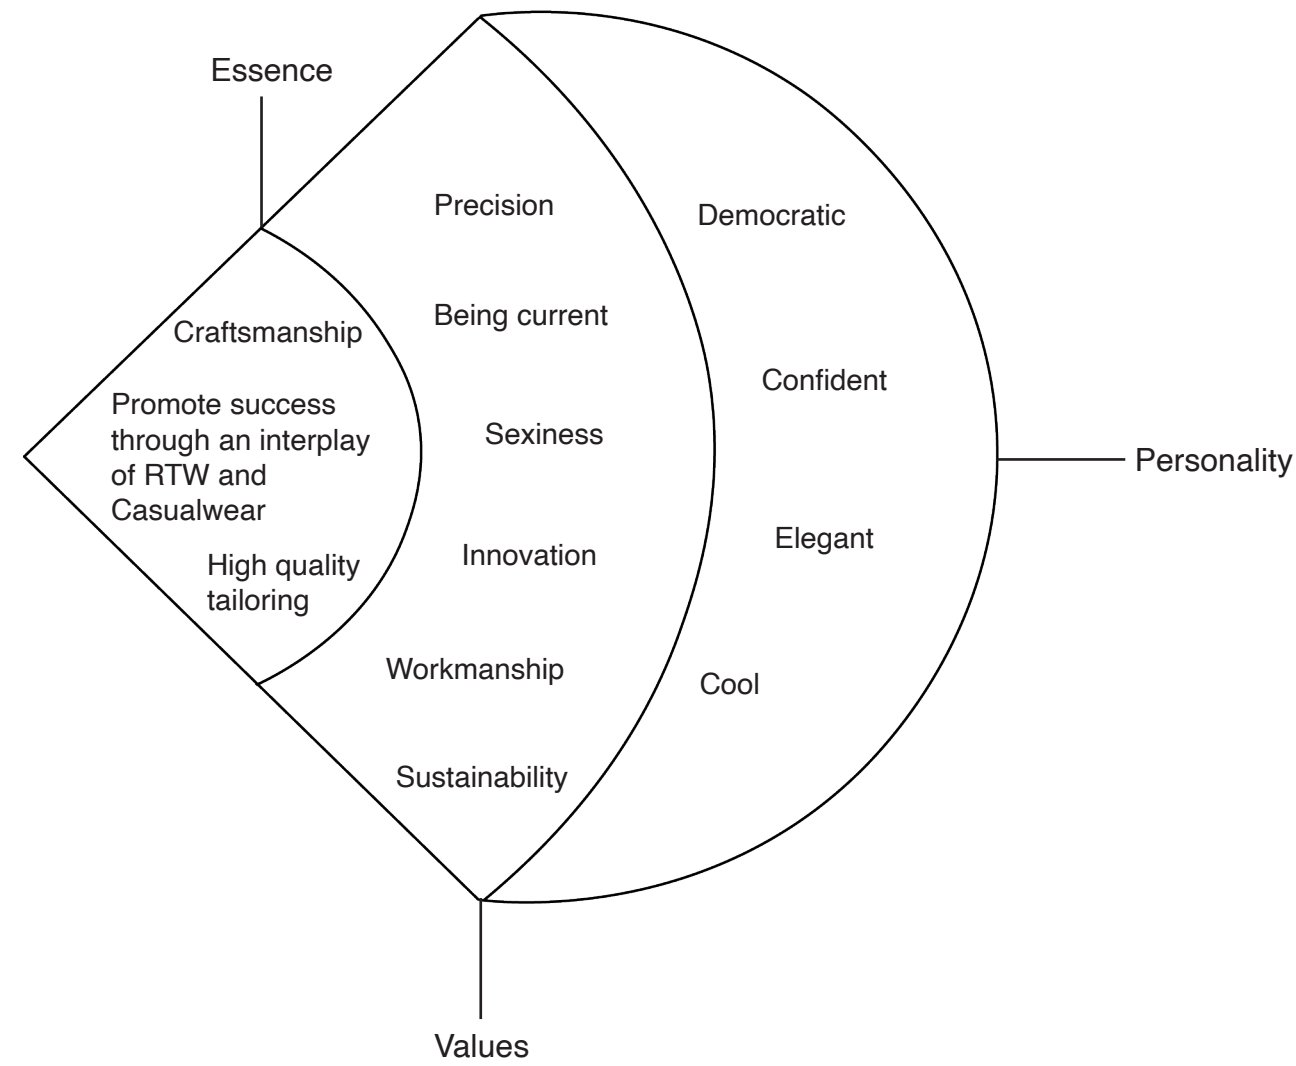 Essence
Precision
Democratic
Being current
Craftsmanship
Confident
Promote success
through an interplay
of RTW and
Casualwear
Sexiness
Personality
Elegant
Innovation
High quality
tailoring
Workmanship
Cool
Sustainability
Values